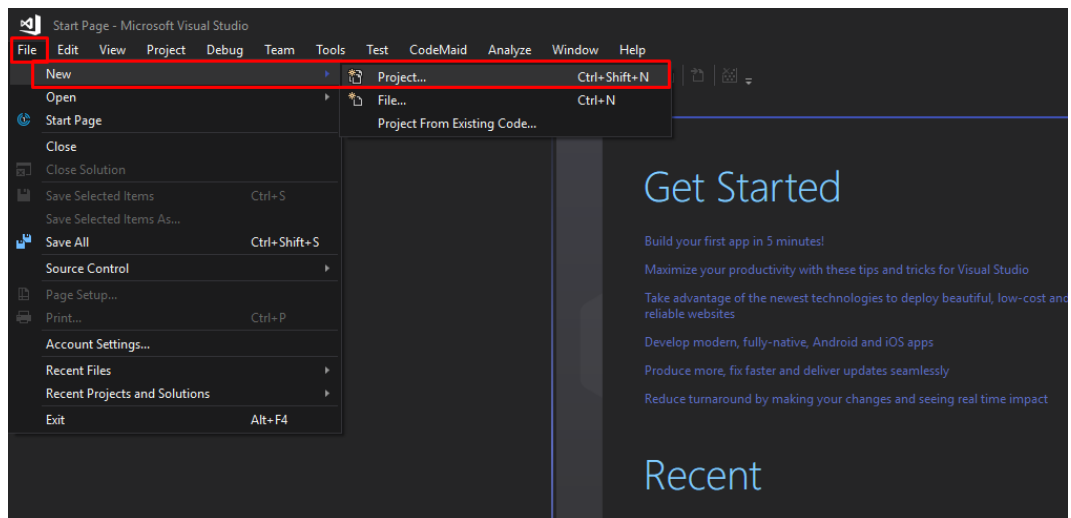 Start Page - Microsoft Visual Studio
File Edit View Project Debug Team Tools Test CodeMaid Analyze Window Help
New
Project... Ctrl+Shift+N
Open
File... Ctrl+N
Start Page
Project From Existing Code...
Close
Close Solution
Save Selected Items Ctrl+S
Save Selected Items As...
Save All Ctrl+Shift+S
Source Control
Page Setup...
Print... Ctrl+P
Account Settings...
Recent Files
Recent Projects and Solutions
Exit Alt+F4
Get Started
Build your first app in 5 minutes!
Maximize your productivity with these tips and tricks for Visual Studio
Take advantage of the newest technologies to deploy beautiful, low-cost and
reliable websites
Develop modern, fully-native, Android and iOS apps
Produce more, fix faster and deliver updates seamlessly
Reduce turnaround by making your changes and seeing real time impact
Recent